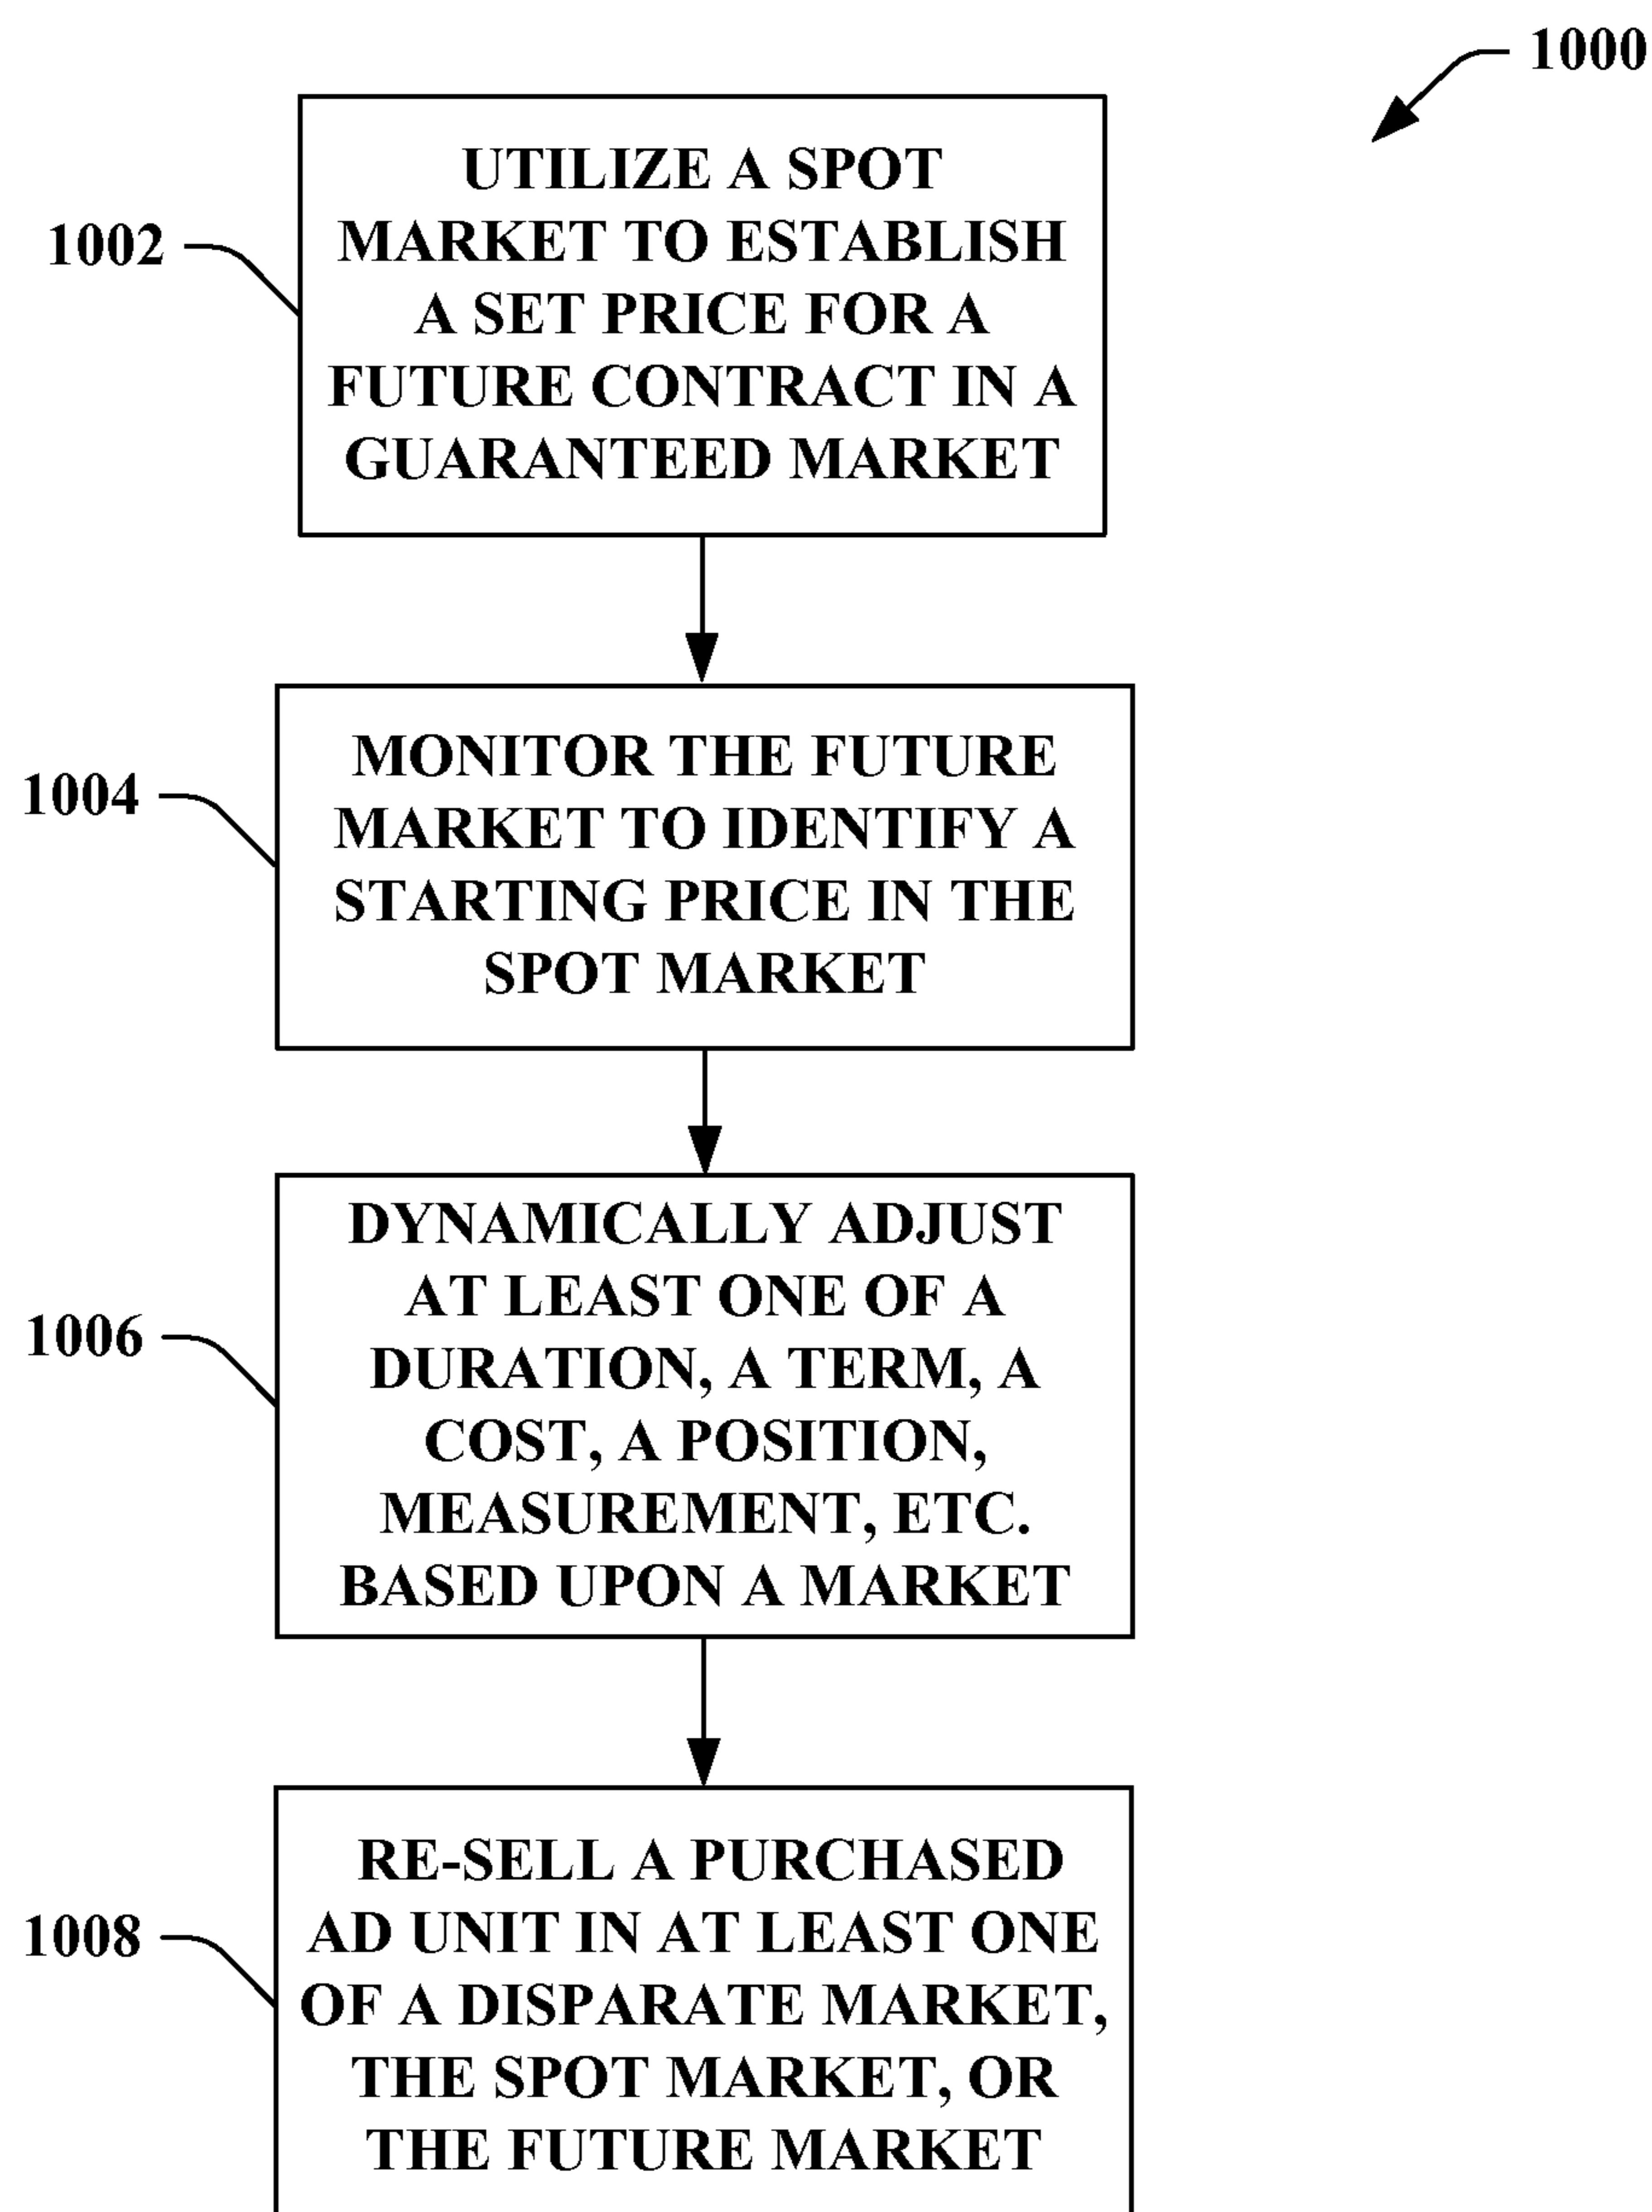 1000
1002
UTILIZE A SPOT
MARKET TO ESTABLISH
A SET PRICE FOR A
FUTURE CONTRACT IN A
GUARANTEED MARKET
1004
MONITOR THE FUTURE
MARKET TO IDENTIFY A
STARTING PRICE IN THE
SPOT MARKET
1006
DYNAMICALLY ADJUST
AT LEAST ONE OF A
DURATION, A TERM, A
COST, A POSITION,
MEASUREMENT, ETC.
BASED UPON A MARKET
1008
RE-SELL A PURCHASED
AD UNIT IN AT LEAST ONE
OF A DISPARATE MARKET,
THE SPOT MARKET, OR
THE FUTURE MARKET